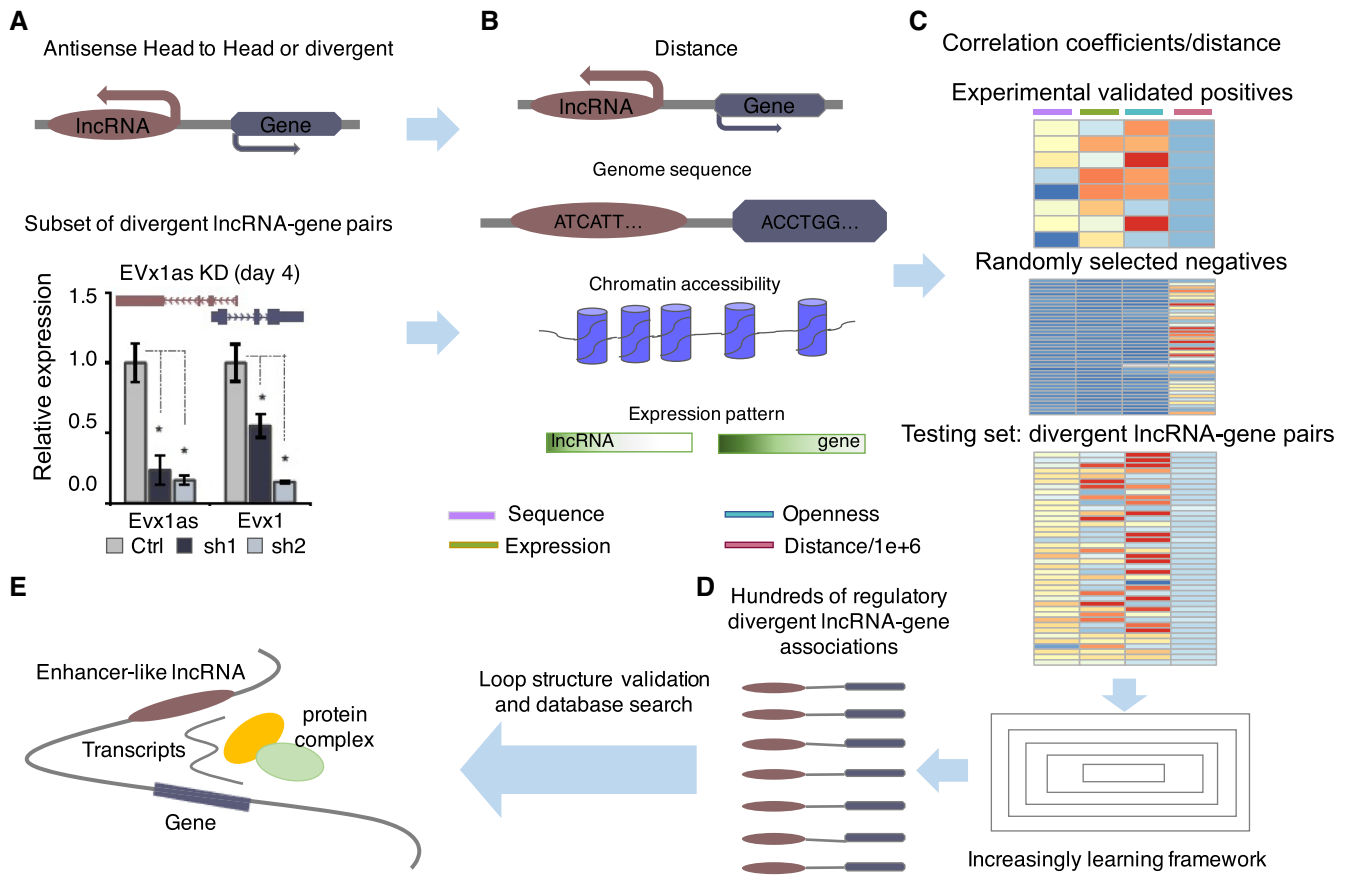 A
Antisense Head to Head or divergent
lncRNA
Gene
Subset of divergent lncRNA-gene pairs
EVx1as KD (day 4)
Relative expression
1.5
1.0
0.5
0.0
*
*
*
*
Evx1as
Evx1
Ctrl
sh1
sh2
B
Distance
lncRNA
Gene
Genome sequence
ATCATT...
ACCTGG...
Chromatin accessibility
Expression pattern
lncRNA
gene
Sequence
Expression
Openness
Distance/1e+6
C
Correlation coefficients/distance
Experimental validated positives
Randomly selected negatives
Testing set: divergent lncRNA-gene pairs
Increasingly learning framework
D
Hundreds of regulatory
divergent lncRNA-gene
associations
Loop structure validation
and database search
E
Enhancer-like lncRNA
protein
complex
Transcripts
Gene